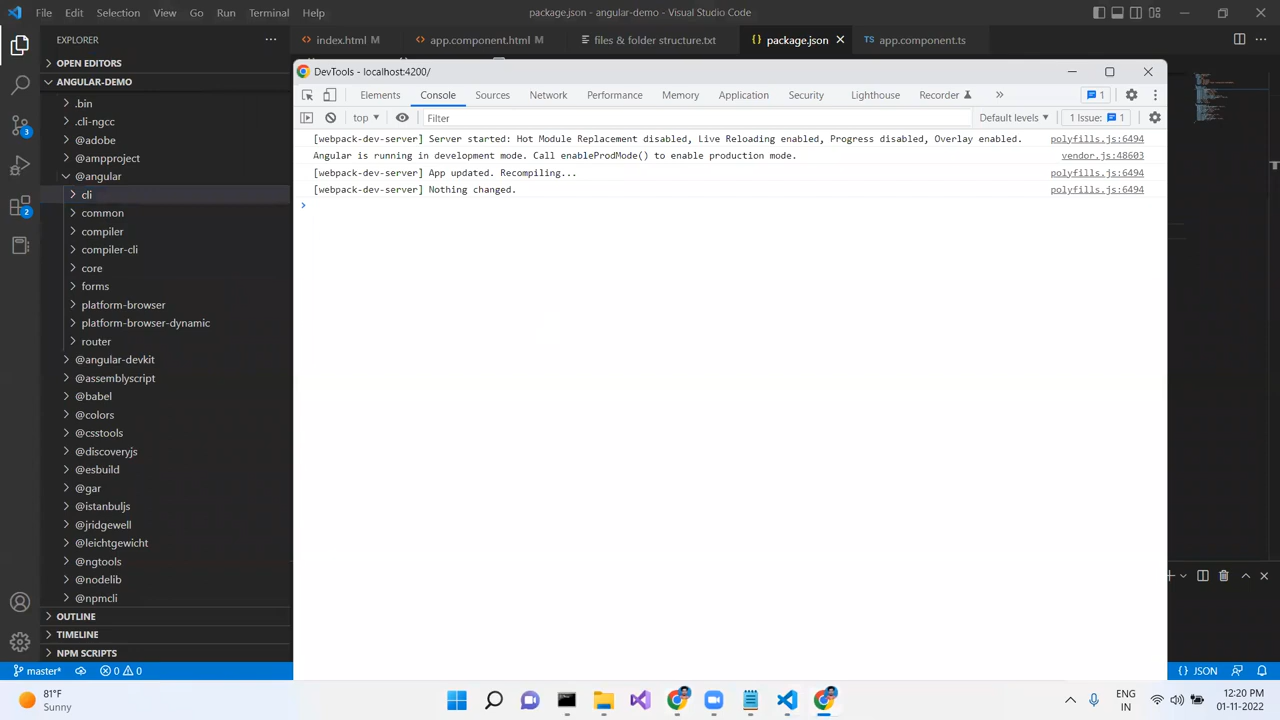 File Edit Selection View Go Run Terminal Help
package.json - angular-demo - Visual Studio Code
EXPLORER
index.html M
app.component.html M
files & folder structure.txt
{} package.json
TS app.component.ts
OPEN EDITORS
ANGULAR-DEMO
.bin
.cli-ngcc
@adobe
@ampproject
@angular
cli
common
compiler
compiler-cli
core
forms
platform-browser
platform-browser-dynamic
router
@angular-devkit
@assemblyscript
@babel
@colors
@csstools
@discoveryjs
@esbuild
@gar
@istanbuljs
@jridgewell
@leichtgewicht
@ngtools
@nodelib
@npmcli
OUTLINE
TIMELINE
NPM SCRIPTS
3
2
DevTools - localhost:4200/
Elements Console Sources Network Performance Memory Application Security Lighthouse Recorder
1
top
Filter
Default levels
1 Issue: 1
[webpack-dev-server] Server started: Hot Module Replacement disabled, Live Reloading enabled, Progress disabled, Overlay enabled. polyfills.js:6494
Angular is running in development mode. Call enableProdMode() to enable production mode. vendor.js:48603
[webpack-dev-server] App updated. Recompiling... polyfills.js:6494
[webpack-dev-server] Nothing changed. polyfills.js:6494
master* 0 0
{} JSON
81°F
Sunny
ENG
IN
12:20 PM
01-11-2022